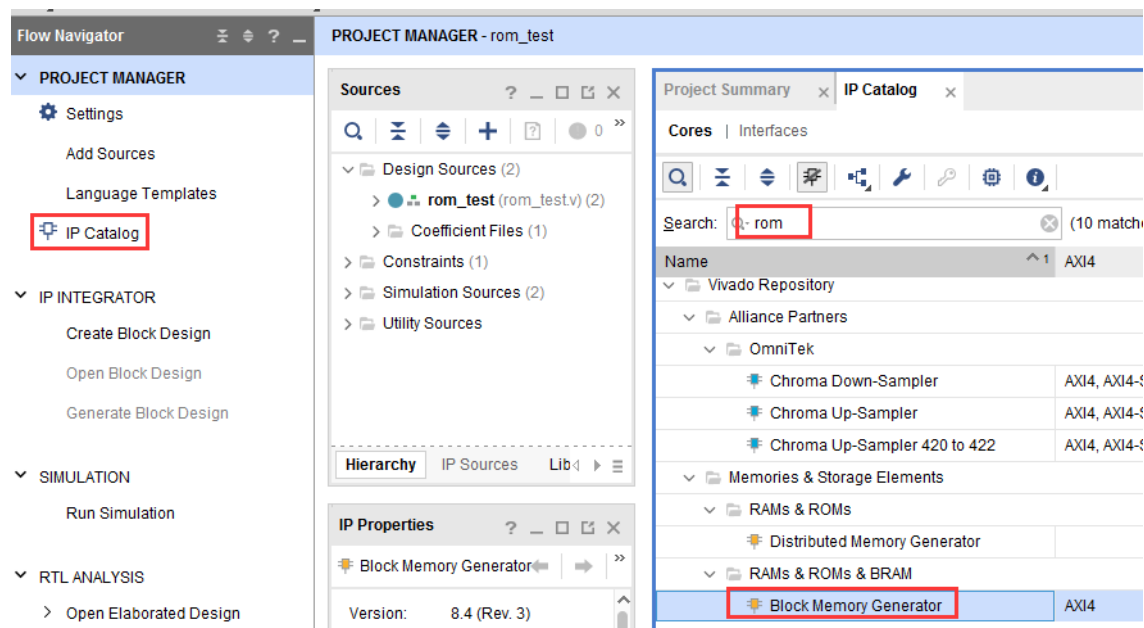 Flow Navigator
PROJECT MANAGER
Settings
Add Sources
Language Templates
IP Catalog
IP INTEGRATOR
Create Block Design
Open Block Design
Generate Block Design
SIMULATION
Run Simulation
RTL ANALYSIS
Open Elaborated Design
PROJECT MANAGER - rom_test
Sources
0
Design Sources (2)
rom_test (rom_test.v) (2)
Coefficient Files (1)
Constraints (1)
Simulation Sources (2)
Utility Sources
Hierarchy IP Sources Lib
IP Properties
Block Memory Generator
Version: 8.4 (Rev. 3)
Project Summary IP Catalog
Cores | Interfaces
Search: rom (10 matche
Name 1 AXI4
Vivado Repository
Alliance Partners
OmniTek
Chroma Down-Sampler AXI4, AXI4-S
Chroma Up-Sampler AXI4, AXI4-S
Chroma Up-Sampler 420 to 422 AXI4, AXI4-S
Memories & Storage Elements
RAMs & ROMs
Distributed Memory Generator
RAMs & ROMs & BRAM
Block Memory Generator AXI4